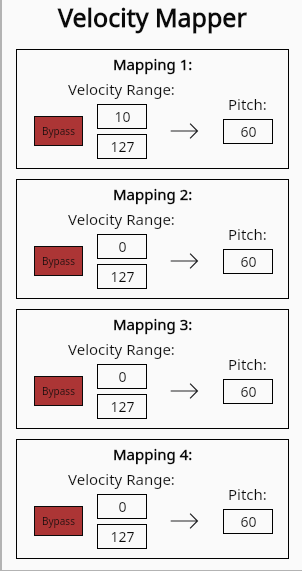 Velocity Mapper
Mapping 1:
Velocity Range:
Pitch:
Bypass
10
127
60
Mapping 2:
Velocity Range:
Pitch:
Bypass
0
127
60
Mapping 3:
Velocity Range:
Pitch:
Bypass
0
127
60
Mapping 4:
Velocity Range:
Pitch:
Bypass
0
127
60